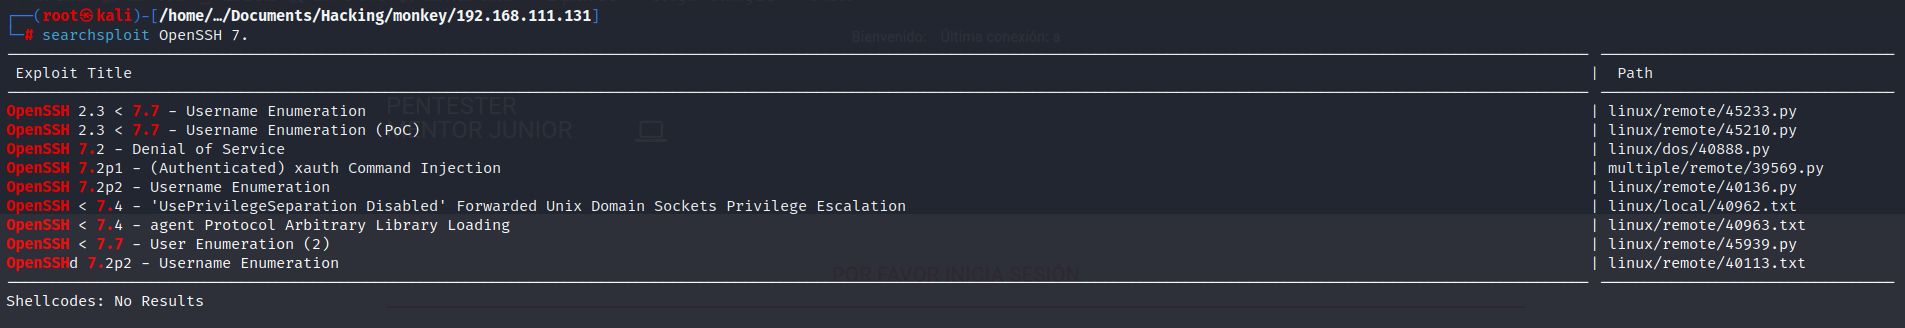 ┌──(root㉿kali)-[/home/…/Documents/Hacking/monkey/192.168.111.131]
└─# searchsploit OpenSSH 7.
Bienvenido: Última conexión: a
Exploit Title | Path
OpenSSH 2.3 < 7.7 - Username Enumeration | linux/remote/45233.py
PENTESTER
OpenSSH 2.3 < 7.7 - Username Enumeration (PoC) | linux/remote/45210.py
MENTOR JUNIOR
OpenSSH 7.2 - Denial of Service | linux/dos/40888.py
OpenSSH 7.2p1 - (Authenticated) xauth Command Injection | multiple/remote/39569.py
OpenSSH 7.2p2 - Username Enumeration | linux/remote/40136.py
OpenSSH < 7.4 - 'UsePrivilegeSeparation Disabled' Forwarded Unix Domain Sockets Privilege Escalation | linux/local/40962.txt
OpenSSH < 7.4 - agent Protocol Arbitrary Library Loading | linux/remote/40963.txt
OpenSSH < 7.7 - User Enumeration (2) | linux/remote/45939.py
OpenSSHd 7.2p2 - Username Enumeration | linux/remote/40113.txt
POR FAVOR INICIA SESIÓN
Shellcodes: No Results